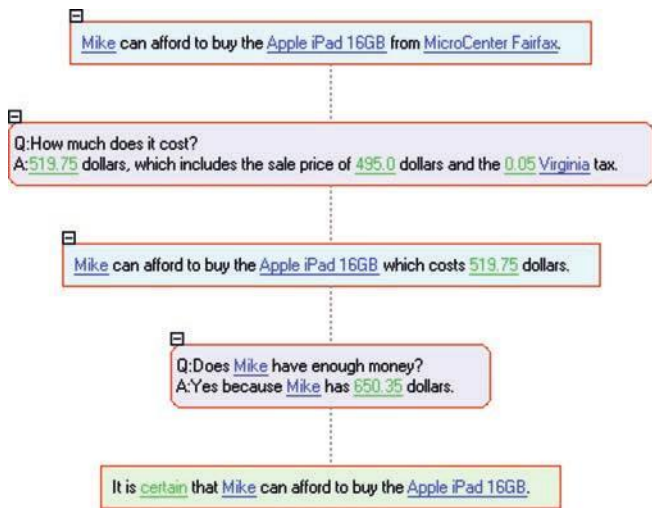 Mike can afford to buy the Apple iPad 16GB from MicroCenter Fairfax.
Q:How much does it cost?
A:519.75 dollars, which includes the sale price of 495.0 dollars and the 0.05 Virginia tax.
Mike can afford to buy the Apple iPad 16GB which costs 519.75 dollars.
Q:Does Mike have enough money?
A:Yes because Mike has 650.35 dollars.
It is certain that Mike can afford to buy the Apple iPad 16GB.